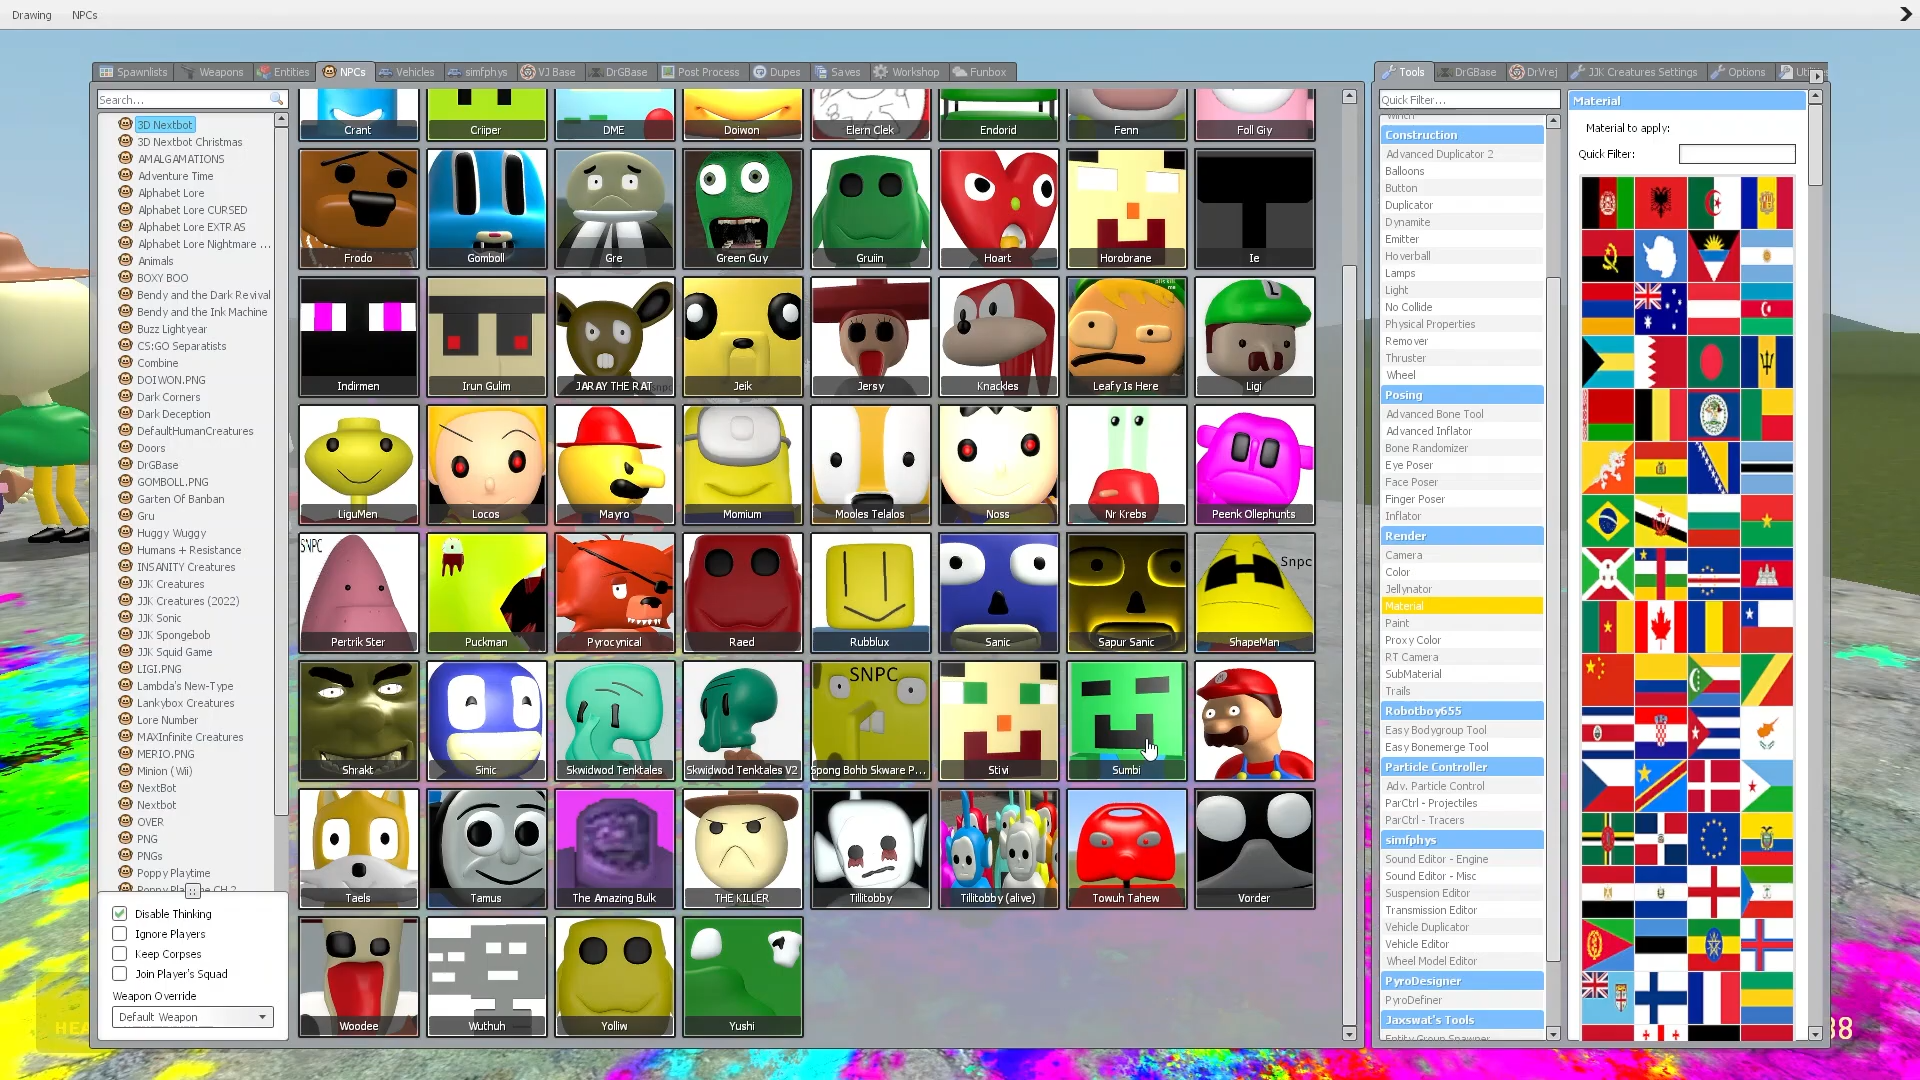 Drawing NPCs
Spawnlists Weapons Entities NPCs Vehicles simfphys VJ Base DrGBase Post Process Dupes Saves Workshop Funbox
Search...
3D Nextbot
3D Nextbot Christmas
AMALGAMATIONS
Adventure Time
Alphabet Lore
Alphabet Lore CURSED
Alphabet Lore EXTRAS
Alphabet Lore Nightmare ...
Animals
BOXY BOO
Bendy and the Dark Revival
Bendy and the Ink Machine
Buzz Lightyear
CS:GO Separatists
Combine
DOIWON.PNG
Dark Corners
Dark Deception
DefaultHumanCreatures
Doors
DrGBase
GOMBOLL.PNG
Garten Of Banban
Gru
Huggy Wuggy
Humans + Resistance
INSANITY Creatures
JJK Creatures
JJK Creatures (2022)
JJK Sonic
JJK Spongebob
JJK Squid Game
LIGI.PNG
Lambda's New-Type
Lankybox Creatures
Lore Number
MAXInfinite Creatures
MERIO.PNG
Minion (Wii)
NextBot
Nextbot
OVER
PNG
PNGs
Poppy Playtime
Disable Thinking
Ignore Players
Keep Corpses
Join Player's Squad
Weapon Override
Default Weapon
Crant Criiper DME Doiwon Elern Clek Endorid Fenn Foll Giy
Frodo Gomboll Gre Green Guy Gruiin Hoart Horobrane Ie
Indirmen Irun Gulim JARAY THE RAT Jeik Jersy Knackles Leafy Is Here Ligi
LiguMen Locos Mayro Momium Mooles Telalos Noss Nr Krebs Peenk Ollephunts
SNPC
Snpc
Pertrik Ster Puckman Pyrocynical Raed Rubblux Sanic Sapur Sanic ShapeMan
SNPC
Shrakt Sinic Skwidwod Tenktales Skwidwod Tenktales V2 Spong Bohb Skware P... Stivi Sumbi
Taels Tamus The Amazing Bulk THE KILLER Tillitobby Tillitobby (alive) Towuh Tahew Vorder
Woodee Wuthuh Yolliw Yushi
Tools DrGBase DrVrej JJK Creatures Settings Options
Quick Filter...
Construction
Advanced Duplicator 2
Balloons
Button
Duplicator
Dynamite
Emitter
Hoverball
Lamps
Light
No Collide
Physical Properties
Remover
Thruster
Wheel
Posing
Advanced Bone Tool
Advanced Inflator
Bone Randomizer
Eye Poser
Face Poser
Finger Poser
Inflator
Render
Camera
Color
Jellynator
Material
Paint
Proxy Color
RT Camera
SubMaterial
Trails
Robotboy655
Easy Bodygroup Tool
Easy Bonemerge Tool
Particle Controller
Adv. Particle Control
ParCtrl - Projectiles
ParCtrl - Tracers
simfphys
Sound Editor - Engine
Sound Editor - Misc
Suspension Editor
Transmission Editor
Vehicle Duplicator
Vehicle Editor
Wheel Model Editor
PyroDesigner
PyroDefiner
Jaxswat's Tools
Material
Material to apply:
Quick Filter: